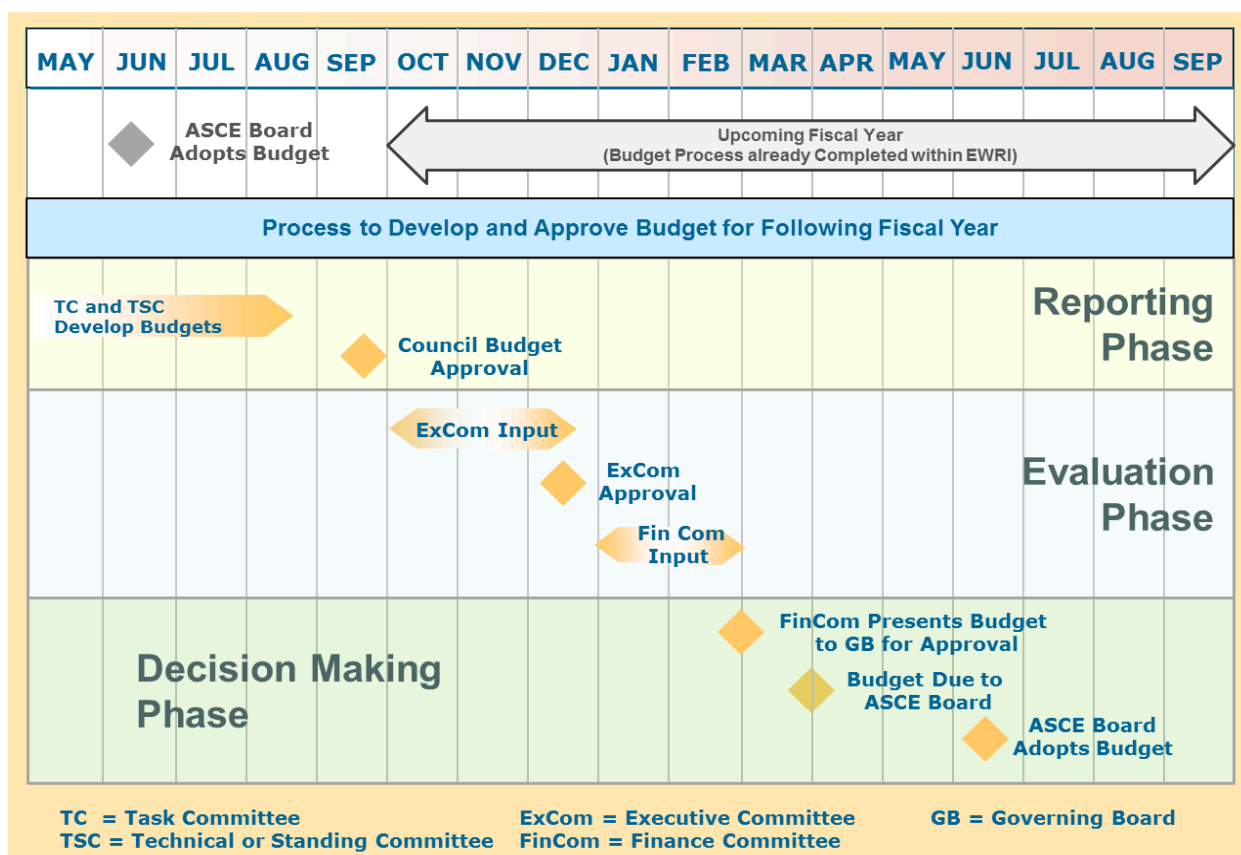 MAY JUN JUL AUG SEP OCT NOV DEC JAN FEB MAR APR MAY JUN JUL AUG SEP
ASCE Board
Adopts Budget
Upcoming Fiscal Year
(Budget Process already Completed within EWRI)
Process to Develop and Approve Budget for Following Fiscal Year
TC and TSC
Develop Budgets
Council Budget
Approval
Reporting
Phase
ExCom Input
ExCom
Approval
Fin Com
Input
Evaluation
Phase
Decision Making
Phase
FinCom Presents Budget
to GB for Approval
Budget Due to
ASCE Board
ASCE Board
Adopts Budget
TC = Task Committee
TSC = Technical or Standing Committee
ExCom = Executive Committee
FinCom = Finance Committee
GB = Governing Board